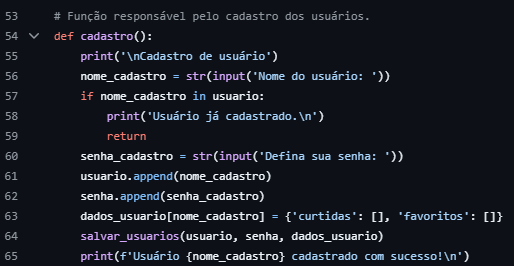 53 # Função responsável pelo cadastro dos usuários.
54 def cadastro():
55 print('\nCadastro de usuário')
56 nome_cadastro = str(input('Nome do usuário: '))
57 if nome_cadastro in usuario:
58 print('Usuário já cadastrado.\n')
59 return
60 senha_cadastro = str(input('Defina sua senha: '))
61 usuario.append(nome_cadastro)
62 senha.append(senha_cadastro)
63 dados_usuario[nome_cadastro] = {'curtidas': [], 'favoritos': []}
64 salvar_usuarios(usuario, senha, dados_usuario)
65 print(f'Usuário {nome_cadastro} cadastrado com sucesso!\n')